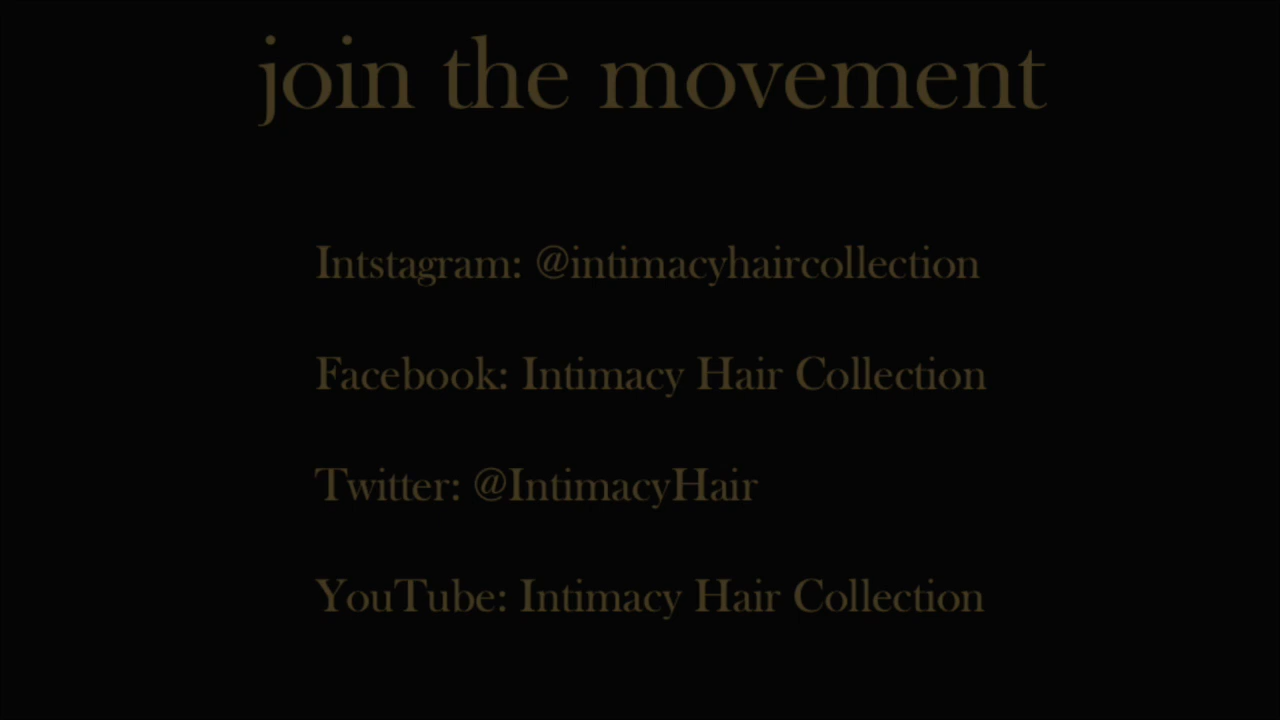 join the movement
Intstagram: @intimacyhaircollection
Facebook: Intimacy Hair Collection
Twitter: @IntimacyHair
YouTube: Intimacy Hair Collection